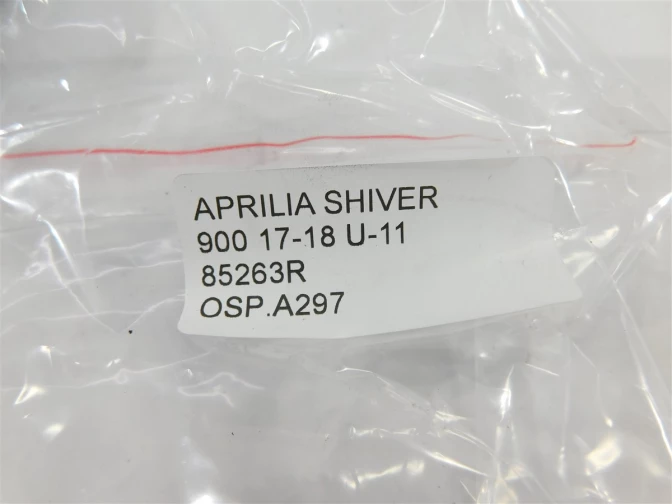 APRILIA SHIVER
900 17-18 U-11
85263R
OSP.A297